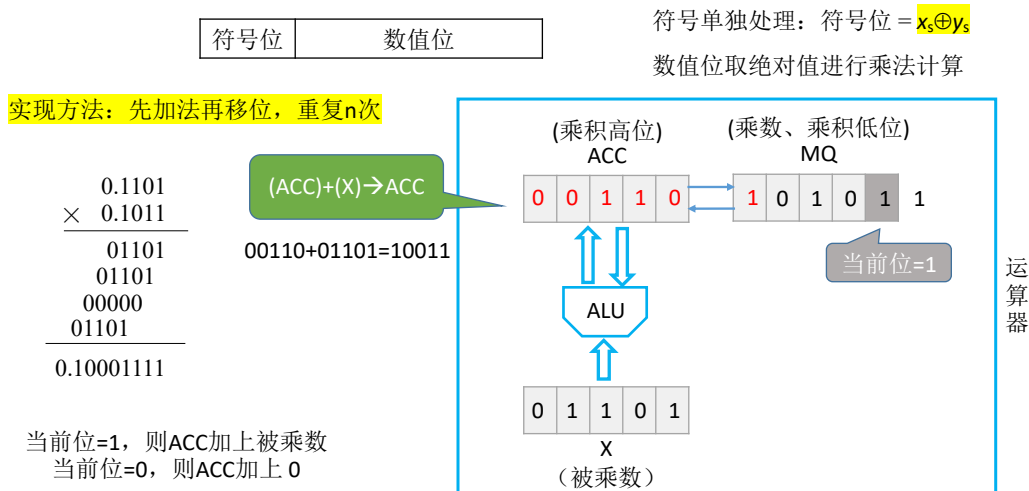 符号单独处理：符号位 = xₛ⊕yₛ
符号位 数值位
数值位取绝对值进行乘法计算
实现方法：先加法再移位，重复n次
(乘积高位) (乘数、乘积低位)
ACC MQ
(ACC)+(X)→ACC
0 0 1 1 0 1 0 1 0 1 1
0.1101
× 0.1011
01101
01101
00000
01101
0.10001111
00110+01101=10011
当前位=1
运算器
ALU
0 1 1 0 1
X
（被乘数）
当前位=1，则ACC加上被乘数
当前位=0，则ACC加上 0